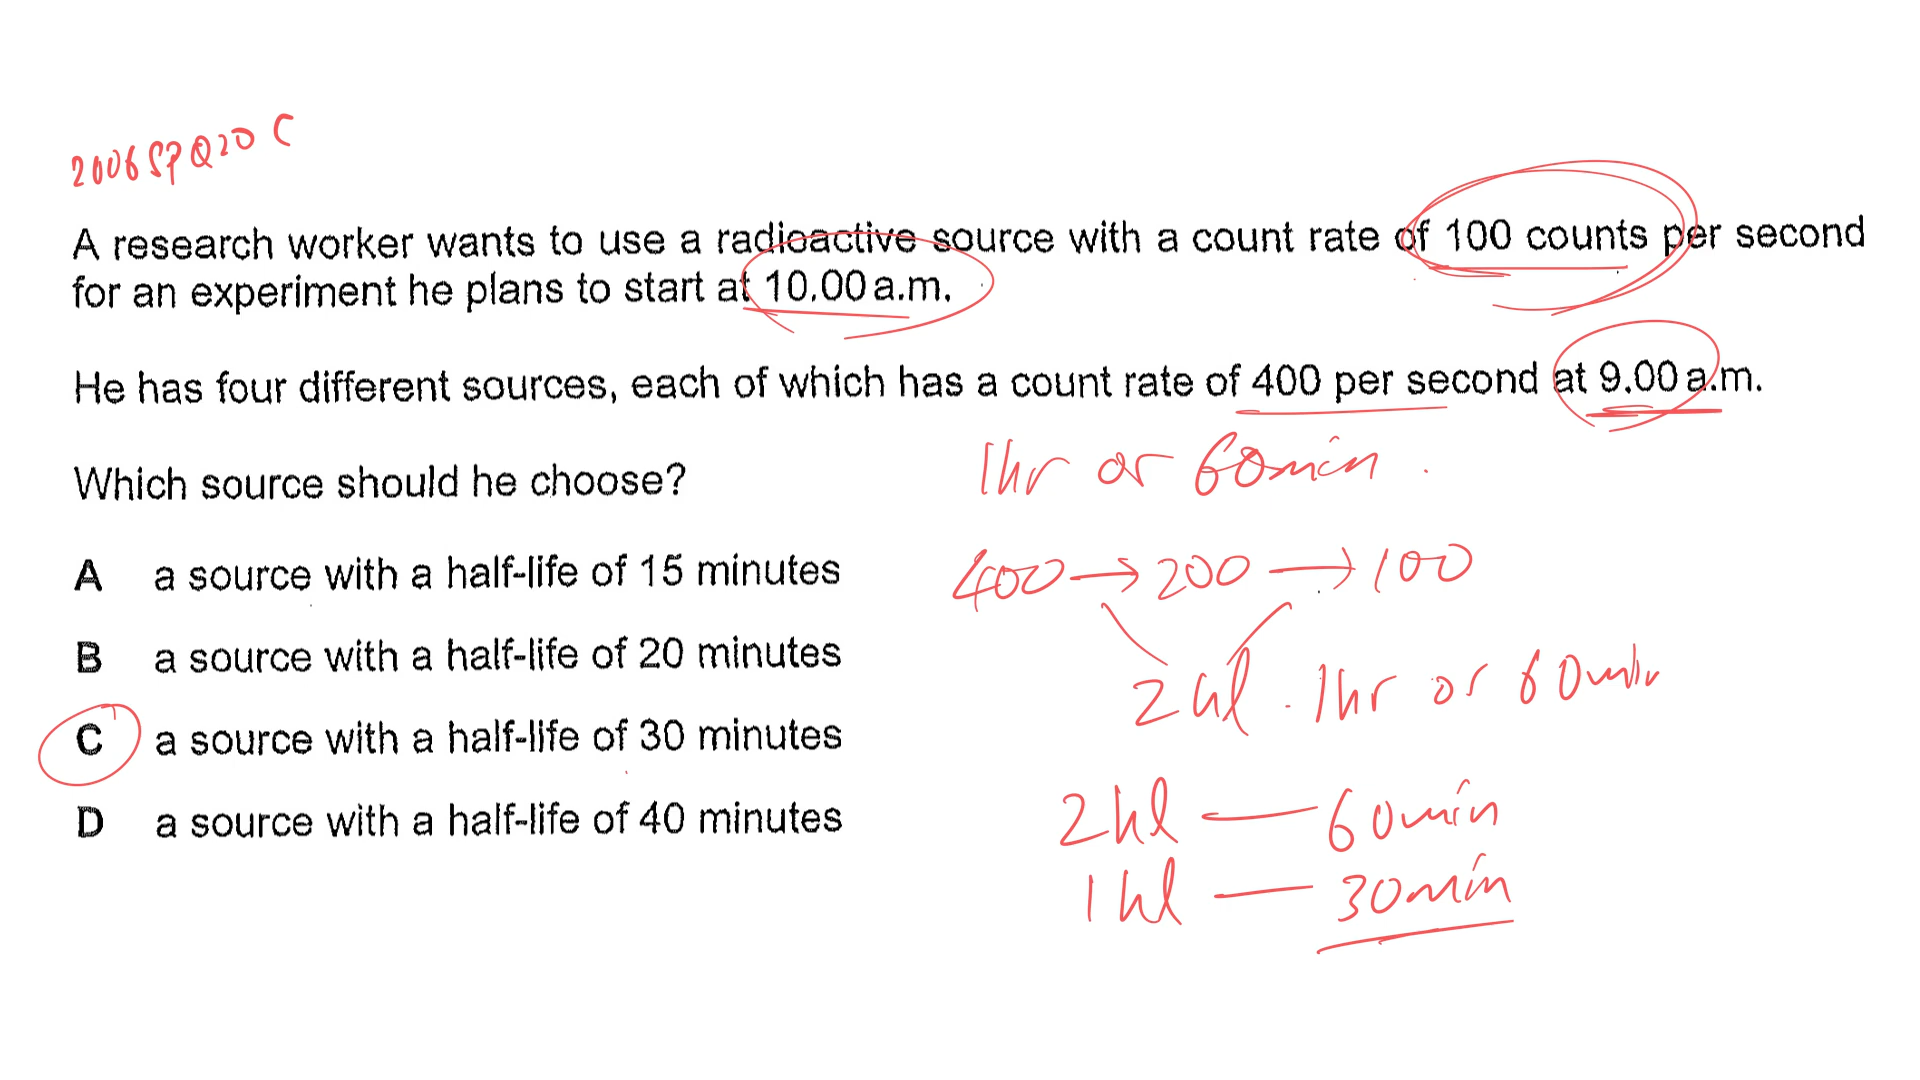 2006 SP Q20 C
A research worker wants to use a radioactive source with a count rate of 100 counts per second
for an experiment he plans to start at 10.00 a.m.
He has four different sources, each of which has a count rate of 400 per second at 9.00 a.m.
Which source should he choose?
1hr or 60min.
A a source with a half-life of 15 minutes
400 → 200 → 100
B a source with a half-life of 20 minutes
2hl. 1hr or 60min
C a source with a half-life of 30 minutes
D a source with a half-life of 40 minutes
2hl — 60min
1hl — 30min